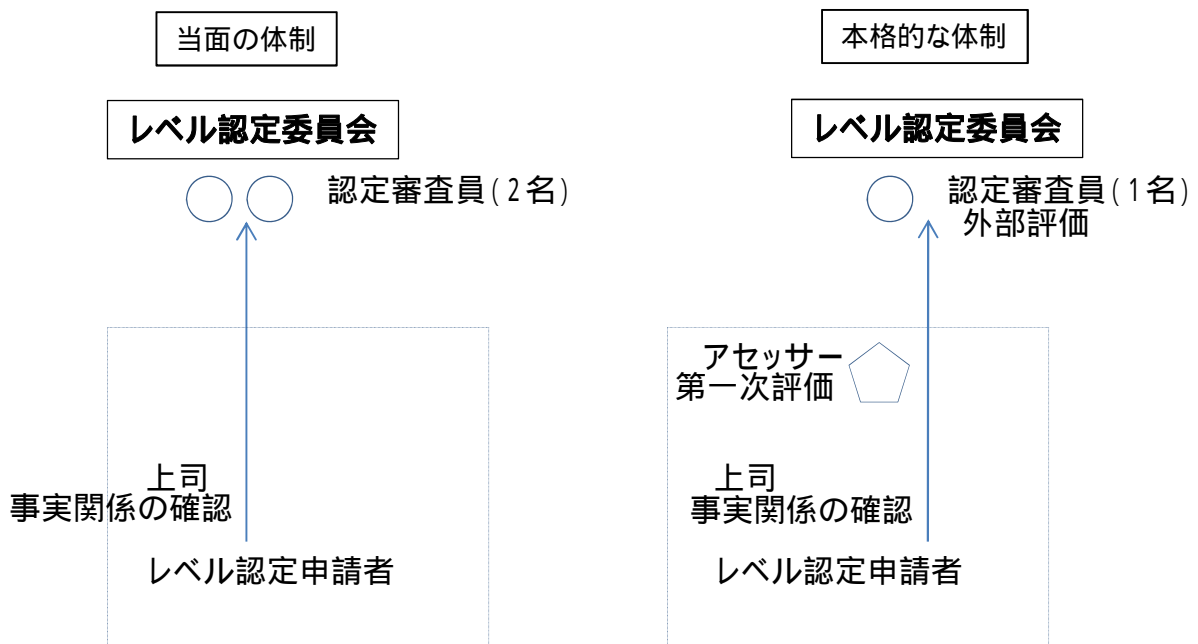 当面の体制
レベル認定委員会
認定審査員(2名)
上司
事実関係の確認
レベル認定申請者
本格的な体制
レベル認定委員会
認定審査員(1名)
外部評価
アセッサー
第一次評価
上司
事実関係の確認
レベル認定申請者